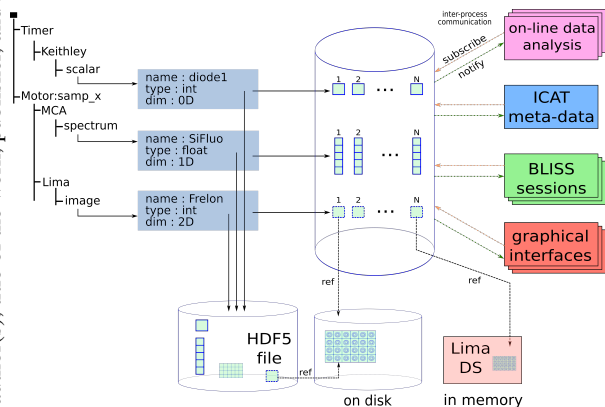 Timer
Keithley
scalar
Motor:samp_x
MCA
spectrum
Lima
image
name : diode1
type : int
dim : 0D
name : SiFluo
type : float
dim : 1D
name : Frelon
type : int
dim : 2D
1 2 ... N
1 2 ... N
1 2 ... N
inter-process
communication
subscribe
notify
on-line data
analysis
ICAT
meta-data
BLISS
sessions
graphical
interfaces
ref
ref
HDF5
file
ref
on disk
Lima
DS
in memory